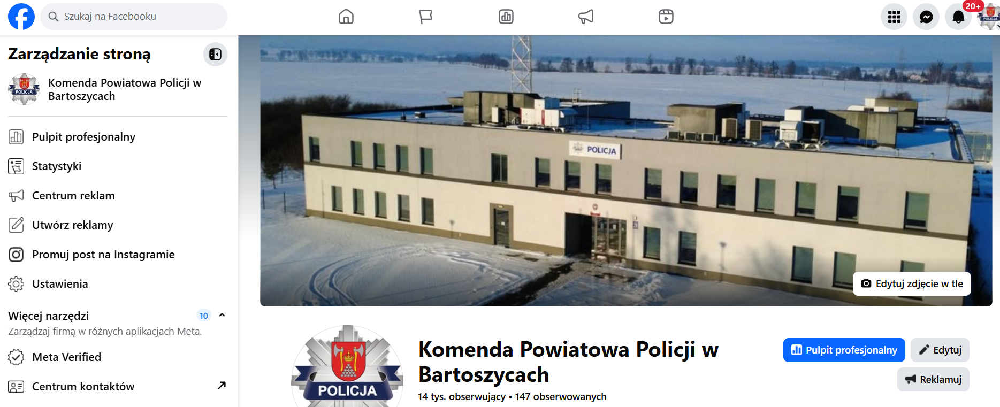 Szukaj na Facebooku
20+
Zarządzanie stroną
POLICJA
Komenda Powiatowa Policji w
Bartoszycach
Pulpit profesjonalny
Statystyki
Centrum reklam
Utwórz reklamy
Promuj post na Instagramie
Ustawienia
Więcej narzędzi
10
Zarządzaj firmą w różnych aplikacjach Meta.
Meta Verified
Centrum kontaktów
POLICJA
Edytuj zdjęcie w tle
POLICJA
Komenda Powiatowa Policji w
Bartoszycach
14 tys. obserwujący • 147 obserwowanych
Pulpit profesjonalny
Edytuj
Reklamuj